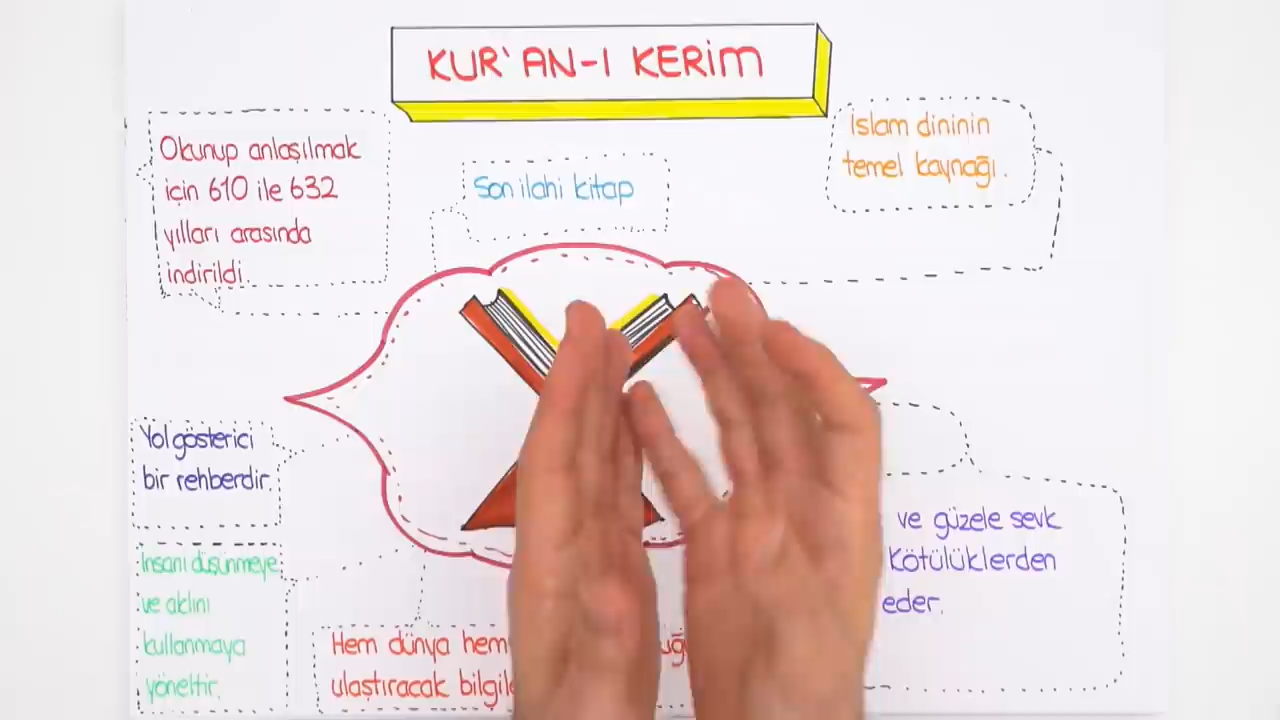 KUR'AN-I KERİM
Okunup anlaşılmak
için 610 ile 632
yılları arasında
indirildi.
Son ilahi kitap
İslam dininin
temel kaynağı.
Yol gösterici
bir rehberdir.
İnsanı düşünmeye
ve aklını
kullanmaya
yöneltir.
Hem dünya hem
ulaştıracak
ve güzele sevk
Kötülüklerden
eder.